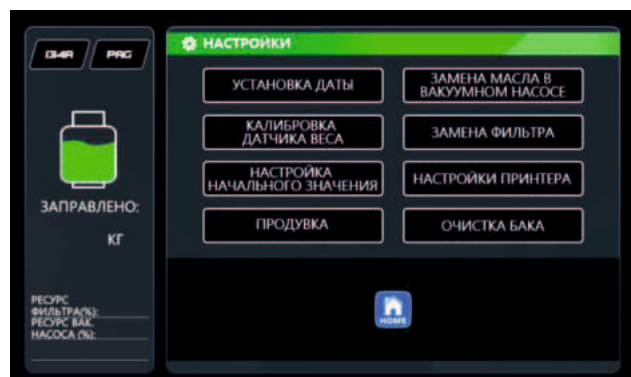 134A PAG
ЗАПРАВЛЕНО:
КГ
РЕСУРС
ФИЛЬТРА(%):
РЕСУРС ВАК.
НАСОСА (%):
НАСТРОЙКИ
УСТАНОВКА ДАТЫ
ЗАМЕНА МАСЛА В
ВАКУУМНОМ НАСОСЕ
КАЛИБРОВКА
ДАТЧИКА ВЕСА
ЗАМЕНА ФИЛЬТРА
НАСТРОЙКА
НАЧАЛЬНОГО ЗНАЧЕНИЯ
НАСТРОЙКИ ПРИНТЕРА
ПРОДУВКА
ОЧИСТКА БАКА
HOME